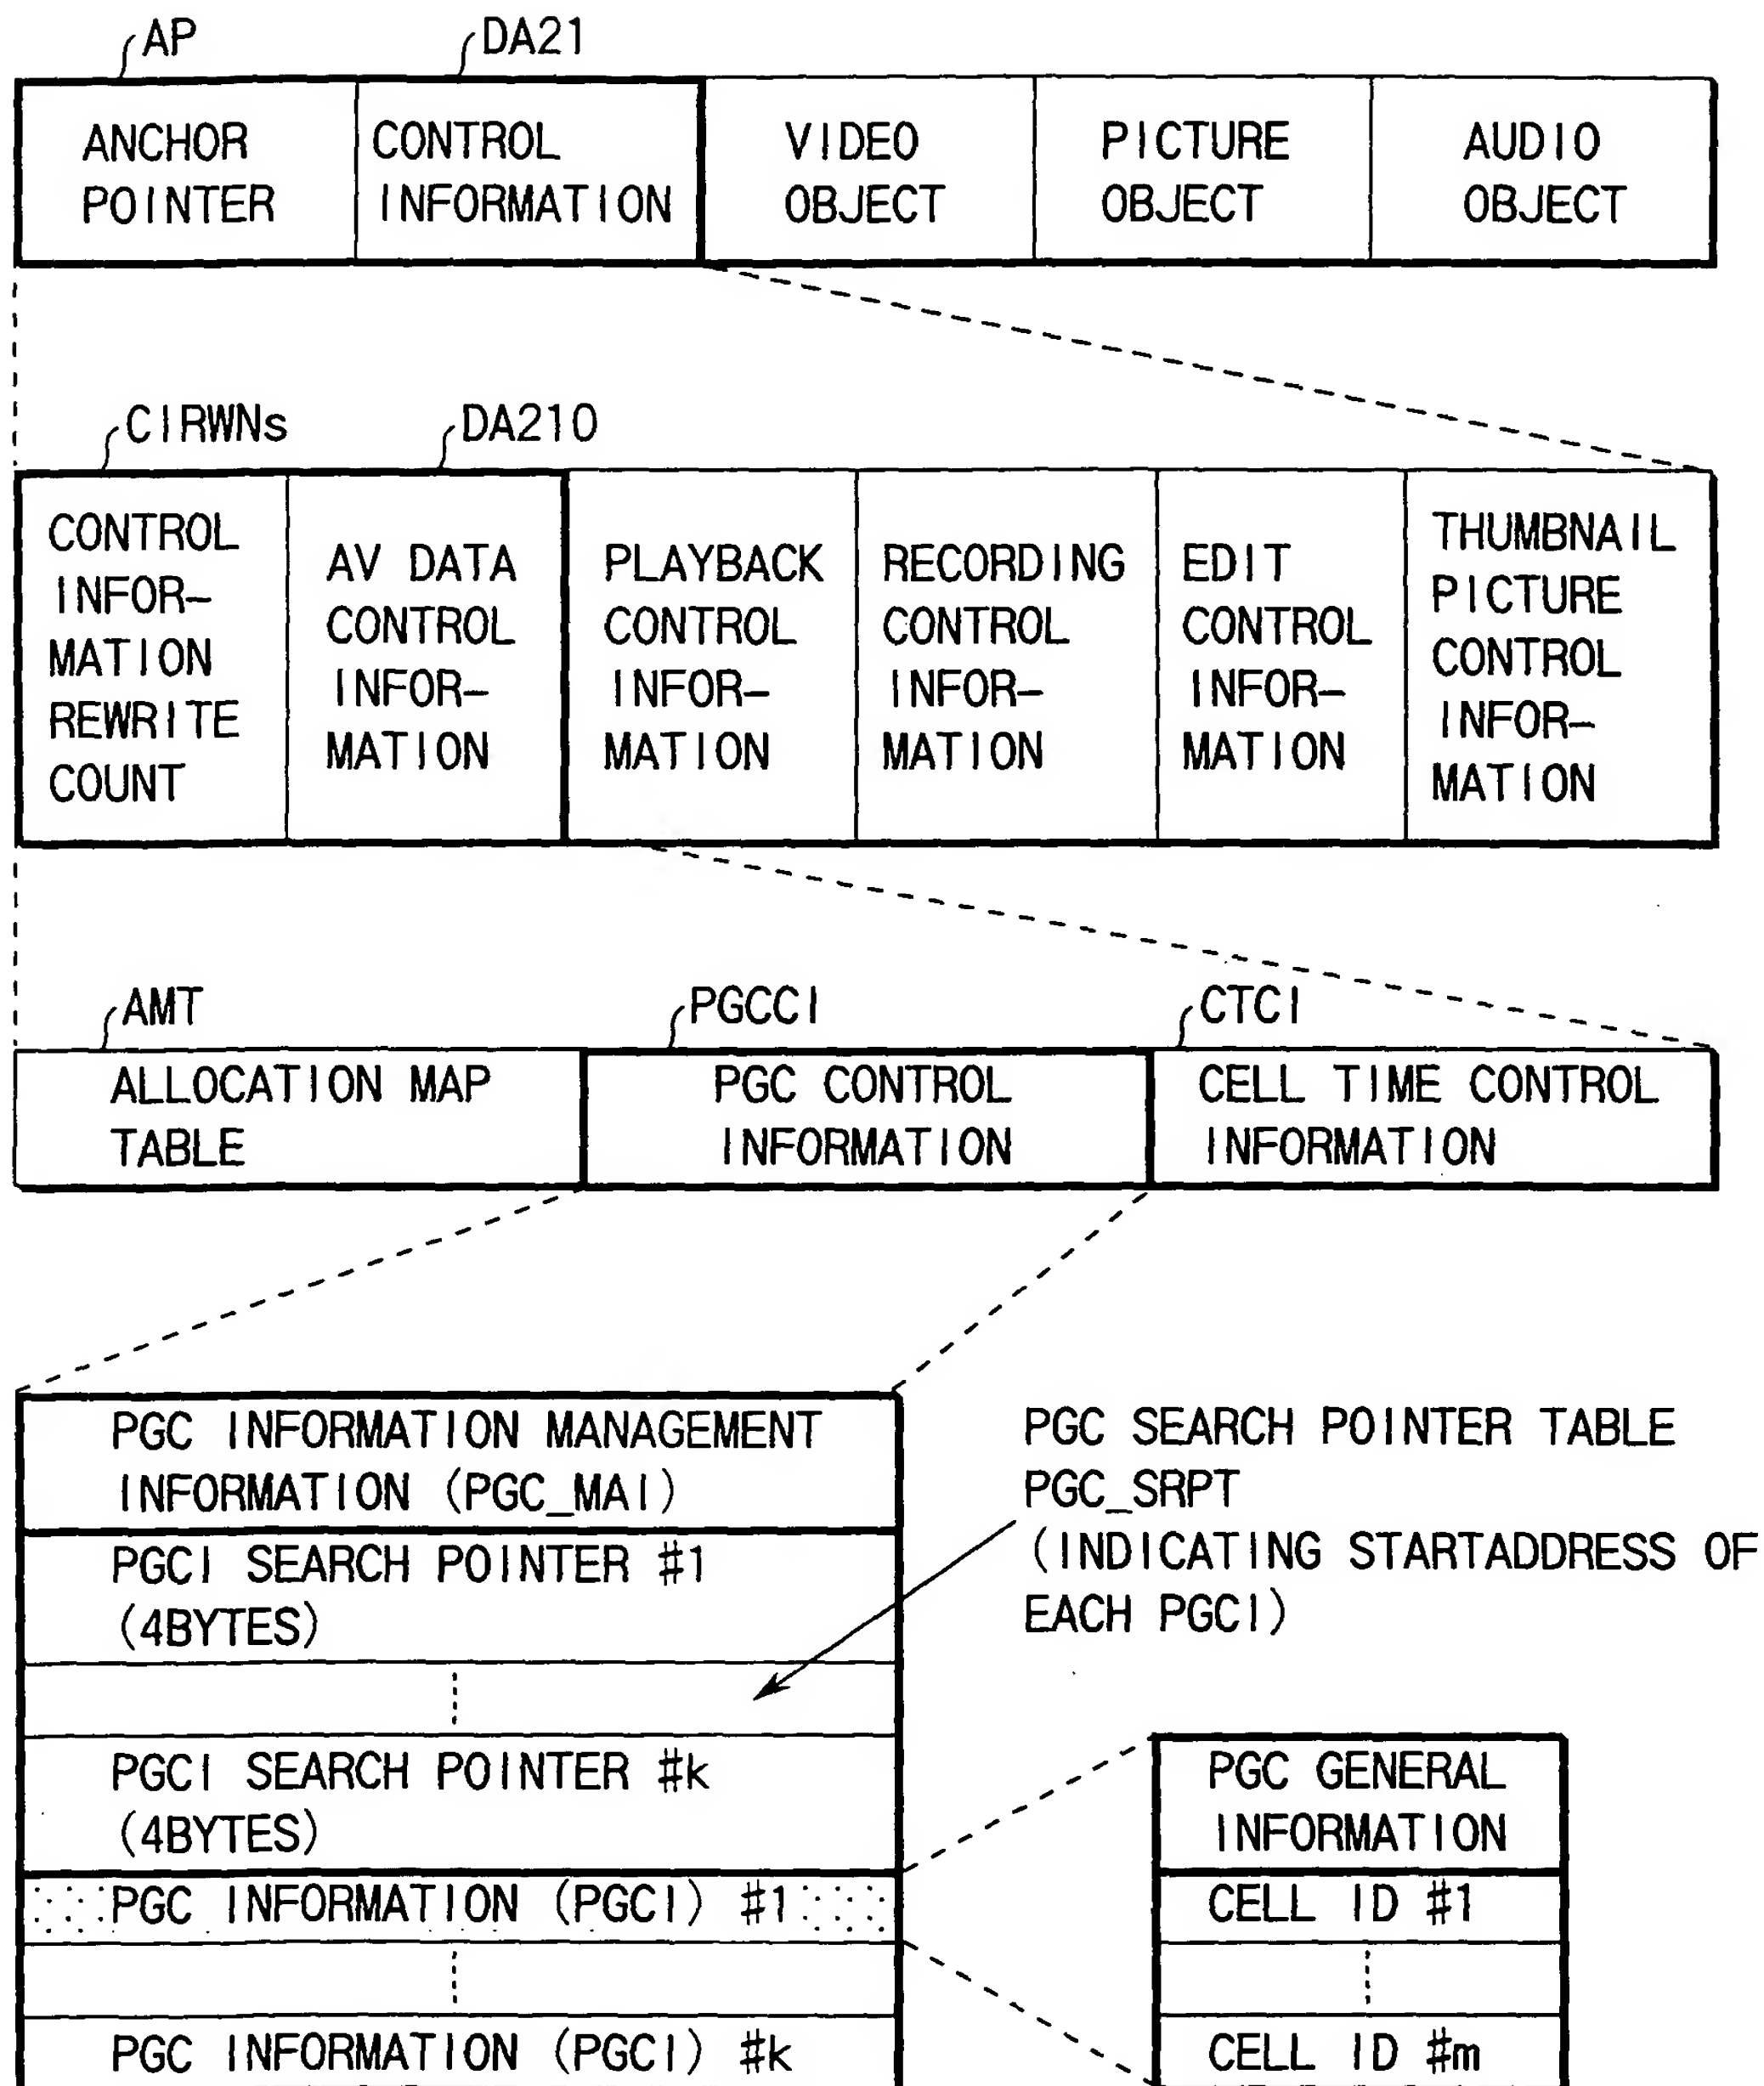 AP
DA21
ANCHOR
POINTER
CONTROL
INFORMATION
VIDEO
OBJECT
PICTURE
OBJECT
AUDIO
OBJECT
CIRWNs
DA210
CONTROL
INFOR-
MATION
REWRITE
COUNT
AV DATA
CONTROL
INFOR-
MATION
PLAYBACK
CONTROL
INFOR-
MATION
RECORDING
CONTROL
INFOR-
MATION
EDIT
CONTROL
INFOR-
MATION
THUMBNAIL
PICTURE
CONTROL
INFOR-
MATION
AMT
PGCCI
CTCI
ALLOCATION MAP
TABLE
PGC CONTROL
INFORMATION
CELL TIME CONTROL
INFORMATION
PGC INFORMATION MANAGEMENT
INFORMATION (PGC_MAI)
PGCI SEARCH POINTER #1
(4BYTES)
PGCI SEARCH POINTER #k
(4BYTES)
PGC INFORMATION (PGCI) #1
PGC INFORMATION (PGCI) #k
PGC SEARCH POINTER TABLE
PGC_SRPT
(INDICATING STARTADDRESS OF
EACH PGCI)
PGC GENERAL
INFORMATION
CELL ID #1
CELL ID #m